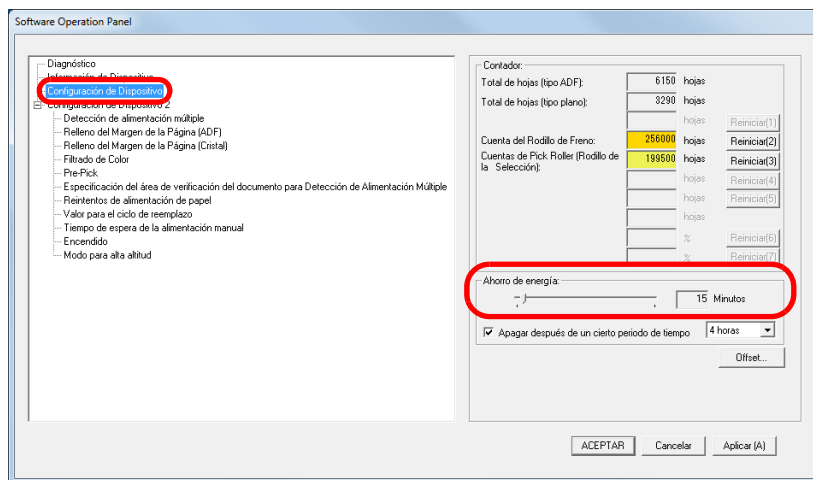 Software Operation Panel
Diagnóstico
Información de Dispositivo
Configuración de Dispositivo
Configuración de Dispositivo 2
Detección de alimentación múltiple
Relleno del Margen de la Página (ADF)
Relleno del Margen de la Página (Cristal)
Filtrado de Color
Pre-Pick
Especificación del área de verificación del documento para Detección de Alimentación Múltiple
Reintentos de alimentación de papel
Valor para el ciclo de reemplazo
Tiempo de espera de la alimentación manual
Encendido
Modo para alta altitud
Contador:
Total de hojas (tipo ADF): 6150 hojas
Total de hojas (tipo plano): 3290 hojas
hojas Reiniciar(1)
Cuenta del Rodillo de Freno: 256000 hojas Reiniciar(2)
Cuentas de Pick Roller (Rodillo de la Selección): 199500 hojas Reiniciar(3)
hojas Reiniciar(4)
hojas Reiniciar(5)
hojas
% Reiniciar(6)
% Reiniciar(7)
Ahorro de energía:
15 Minutos
Apagar después de un cierto periodo de tiempo 4 horas
Offset...
ACEPTAR Cancelar Aplicar (A)